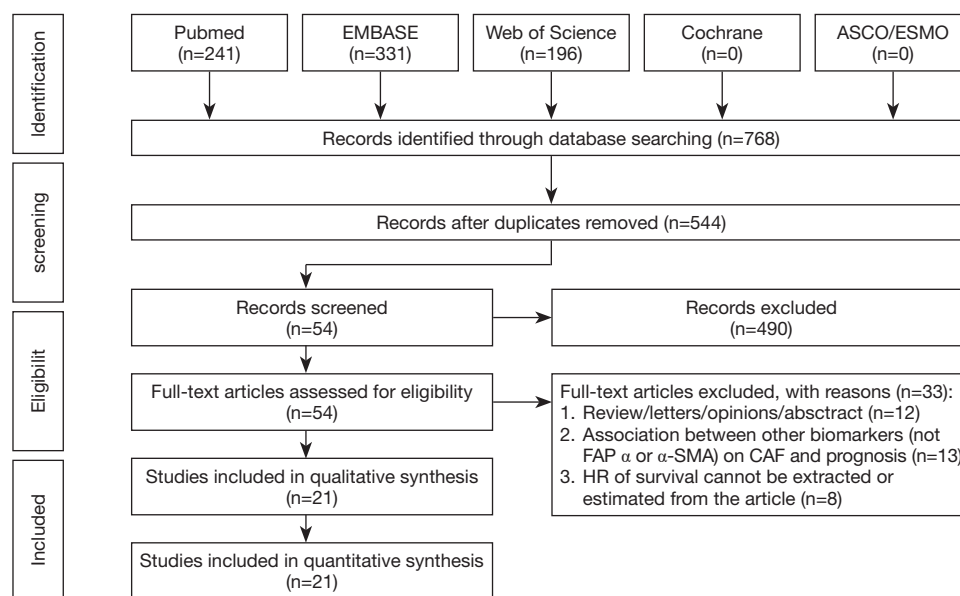 Identification
Pubmed
(n=241)
EMBASE
(n=331)
Web of Science
(n=196)
Cochrane
(n=0)
ASCO/ESMO
(n=0)
Records identified through database searching (n=768)
screening
Records after duplicates removed (n=544)
Records screened
(n=54)
Records excluded
(n=490)
Eligibilit
Full-text articles assessed for eligibility
(n=54)
Full-text articles excluded, with reasons (n=33):
1. Review/letters/opinions/absctract (n=12)
2. Association between other biomarkers (not
FAP α or α-SMA) on CAF and prognosis (n=13)
3. HR of survival cannot be extracted or
estimated from the article (n=8)
Included
Studies included in qualitative synthesis
(n=21)
Studies included in quantitative synthesis
(n=21)